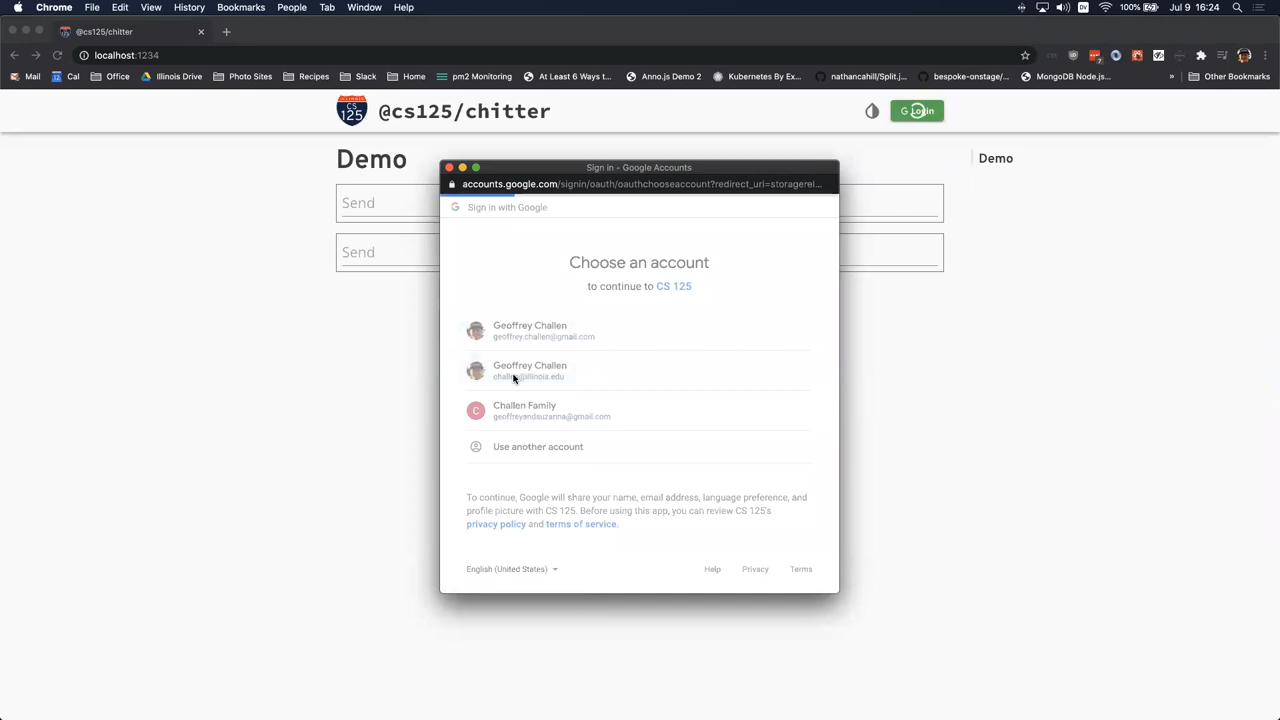 Chrome File Edit View History Bookmarks People Tab Window Help 100% Jul 9 16:24
@cs125/chitter
localhost:1234
Mail Cal Office Illinois Drive Photo Sites Recipes Slack Home pm2 Monitoring At Least 6 Ways t... Anno.js Demo 2 Kubernetes By Ex... nathancahill/Split.j... bespoke-onstage/... MongoDB Node.js... » Other Bookmarks
ILLINOIS CS 125 @cs125/chitter G Login
Demo
Demo
Send
Send
Sign in - Google Accounts
accounts.google.com/signin/oauth/oauthchooseaccount?redirect_uri=storagerel...
Sign in with Google
Choose an account
to continue to CS 125
Geoffrey Challen
geoffrey.challen@gmail.com
Geoffrey Challen
challen@illinois.edu
C Challen Family
geoffreyandsuzanna@gmail.com
Use another account
To continue, Google will share your name, email address, language preference, and
profile picture with CS 125. Before using this app, you can review CS 125's
privacy policy and terms of service.
English (United States) Help Privacy Terms